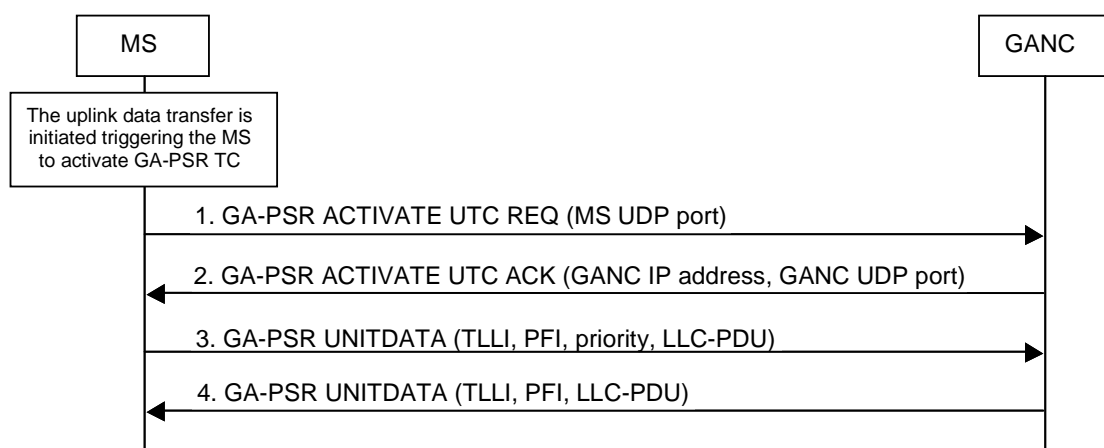 MS
GANC
The uplink data transfer is
initiated triggering the MS
to activate GA-PSR TC
1. GA-PSR ACTIVATE UTC REQ (MS UDP port)
2. GA-PSR ACTIVATE UTC ACK (GANC IP address, GANC UDP port)
3. GA-PSR UNITDATA (TLLI, PFI, priority, LLC-PDU)
4. GA-PSR UNITDATA (TLLI, PFI, LLC-PDU)